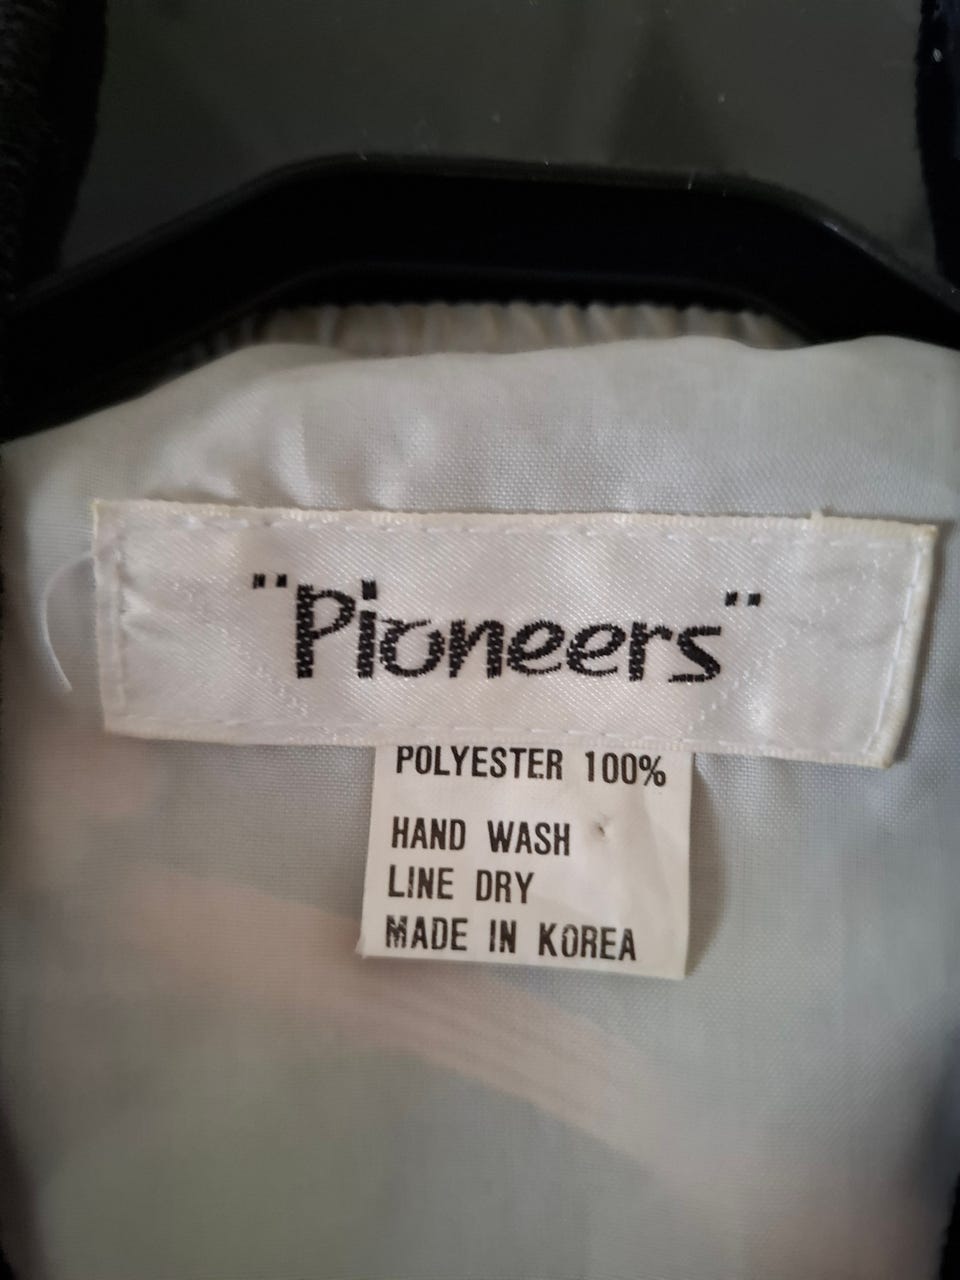 "Pioneers"
POLYESTER 100%
HAND WASH
LINE DRY
MADE IN KOREA